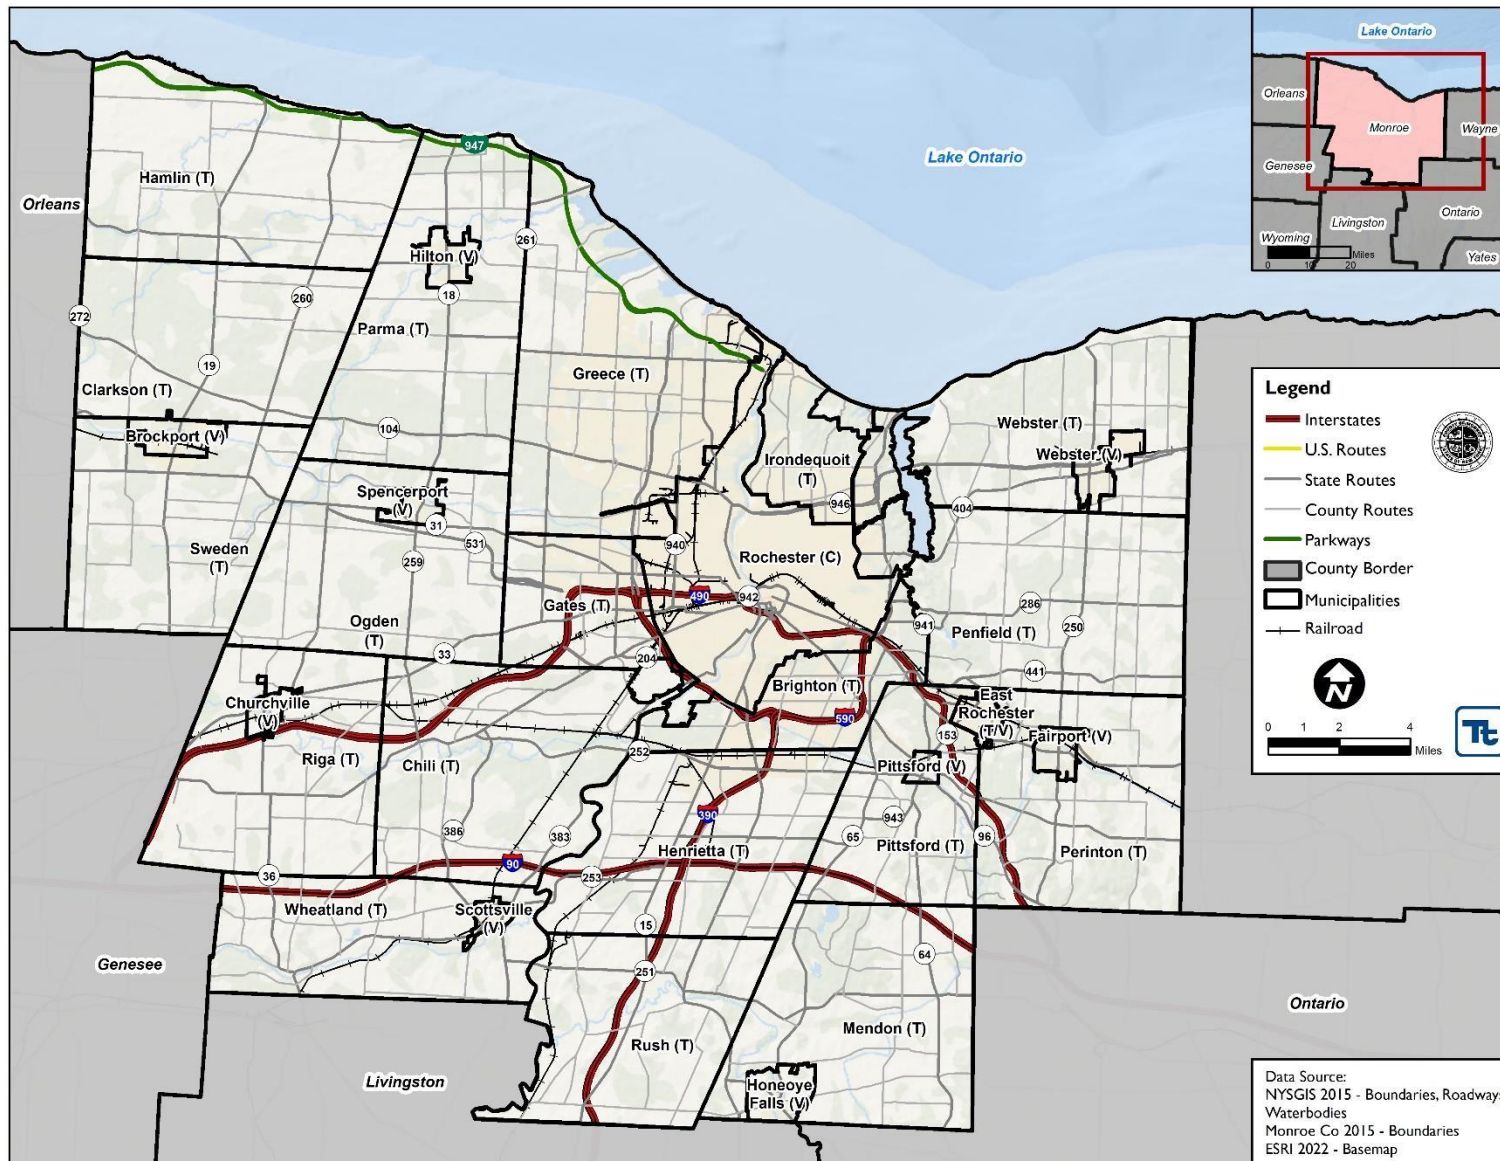 Lake Ontario
Orleans
Monroe
Wayne
Genesee
Livingston
Ontario
Wyoming
Yates
0 10 20 Miles
947
Lake Ontario
Hamlin (T)
Orleans
261
Hilton (V)
18
260
272
Parma (T)
19
Greece (T)
Clarkson (T)
Webster (T)
104
Brockport (V)
Webster (V)
Irondequoit
(T)
Spencerport
(V)
946
404
31
531
940
Sweden
(T)
259
Rochester (C)
490
942
Gates (T)
286
941
250
Penfield (T)
Ogden
(T)
33
204
441
Brighton (T)
East
Rochester
(T/V)
Churchville
(V)
590
153
Fairport (V)
252
Riga (T)
Chili (T)
Pittsford (V)
390
943
386
383
65
96
Henrietta (T)
Pittsford (T)
Perinton (T)
90
36
253
Wheatland (T)
Scottsville
(V)
15
64
Genesee
251
Ontario
Mendon (T)
Rush (T)
Livingston
Honeoye
Falls (V)
Legend
Interstates
U.S. Routes
State Routes
County Routes
Parkways
County Border
Municipalities
Railroad
N
0 1 2 4
Miles
Tt
Data Source:
NYSGIS 2015 - Boundaries, Roadways
Waterbodies
Monroe Co 2015 - Boundaries
ESRI 2022 - Basemap